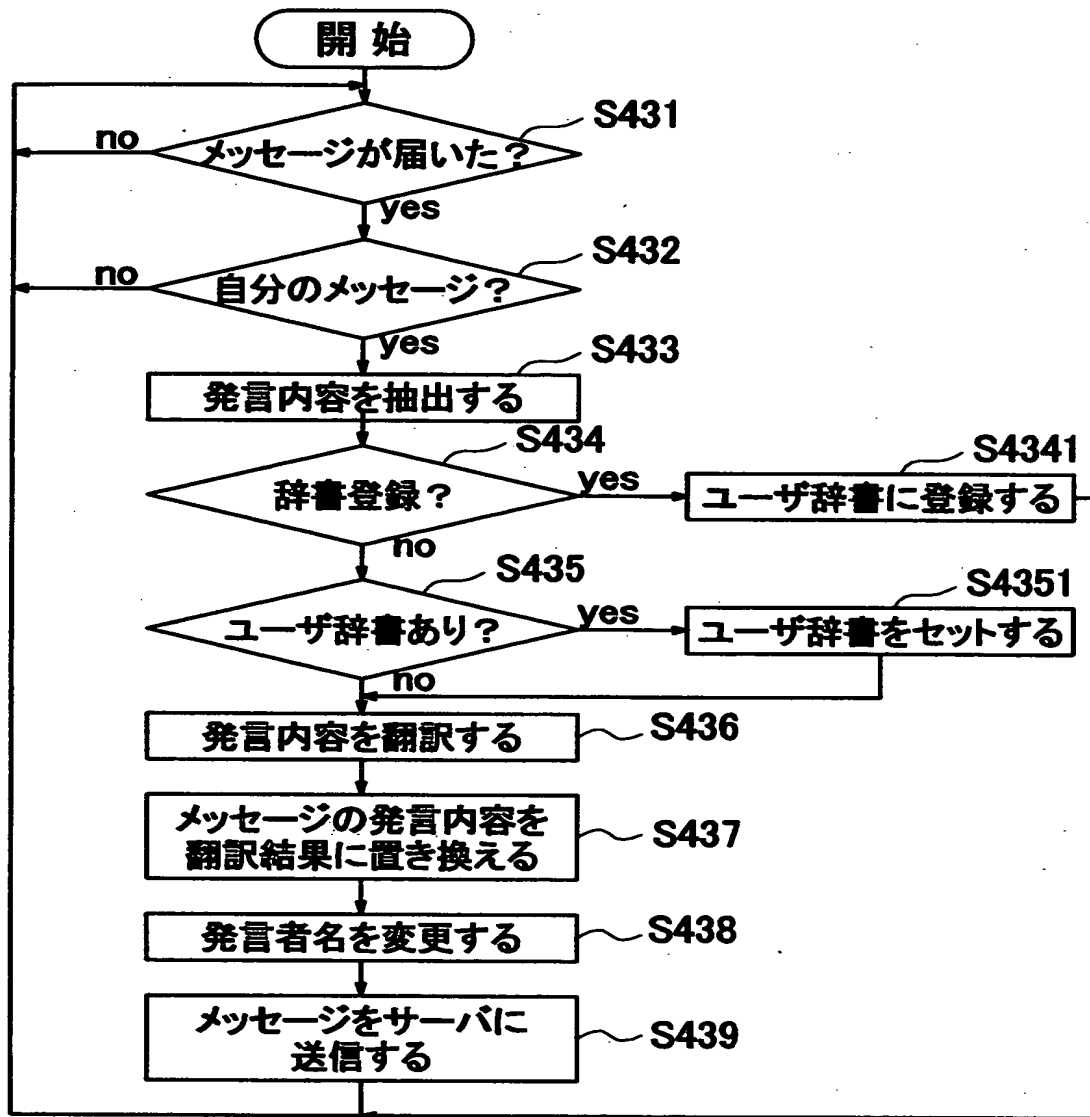 開 始
S431
no
メッセージが届いた?
yes
S432
no
自分のメッセージ?
yes
S433
発言内容を抽出する
S434
辞書登録?
yes
S4341
ユーザ辞書に登録する
no
S435
ユーザ辞書あり?
yes
S4351
ユーザ辞書をセットする
no
発言内容を翻訳する
S436
メッセージの発言内容を
翻訳結果に置き換える
S437
発言者名を変更する
S438
メッセージをサーバに
送信する
S439